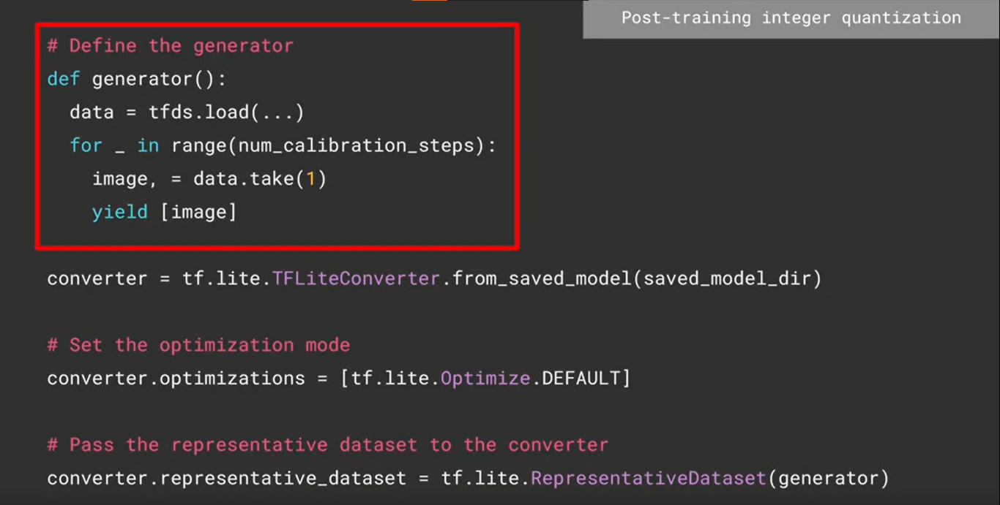 Post-training integer quantization
# Define the generator
def generator():
  data = tfds.load(...)
  for _ in range(num_calibration_steps):
    image, = data.take(1)
    yield [image]
converter = tf.lite.TFLiteConverter.from_saved_model(saved_model_dir)
# Set the optimization mode
converter.optimizations = [tf.lite.Optimize.DEFAULT]
# Pass the representative dataset to the converter
converter.representative_dataset = tf.lite.RepresentativeDataset(generator)